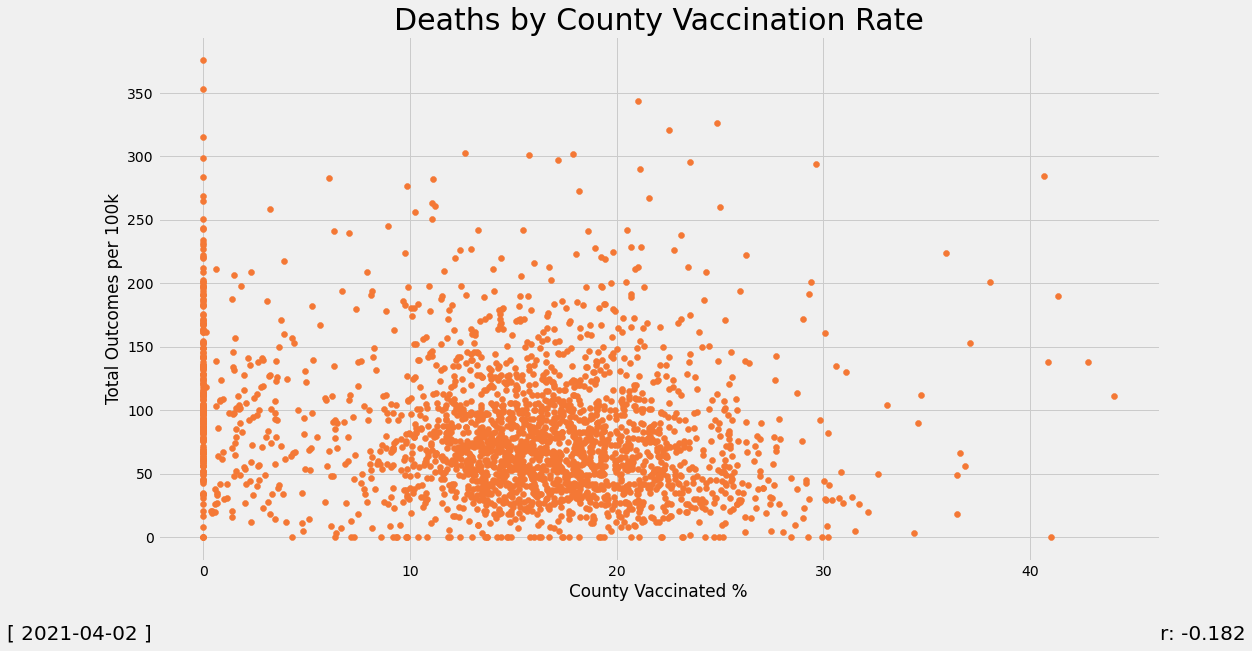 Deaths by County Vaccination Rate
Total Outcomes per 100k
350
300
250
200
150
100
50
0
0 10 20 30 40
County Vaccinated %
[ 2021-04-02 ]
r: -0.182